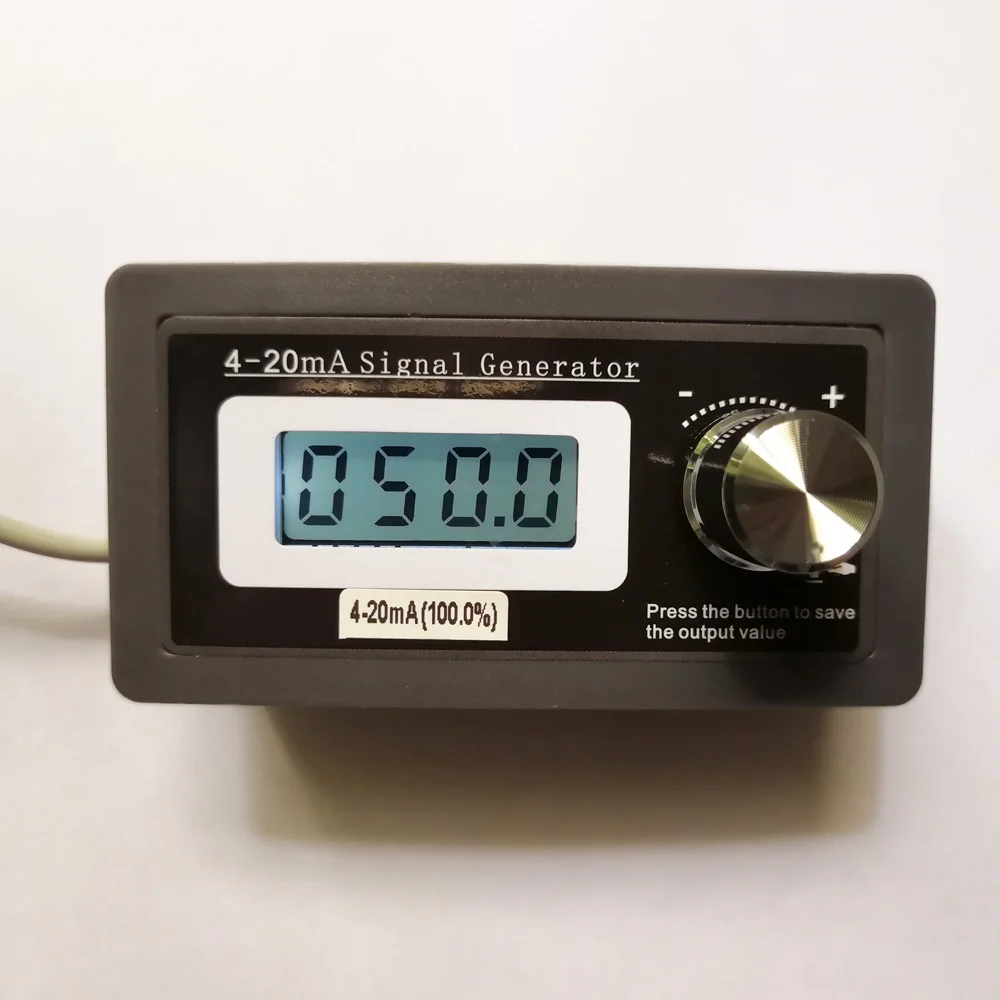 4-20mA Signal Generator
- +
050.0
4-20mA(100.0%)
Press the button to save
the output value